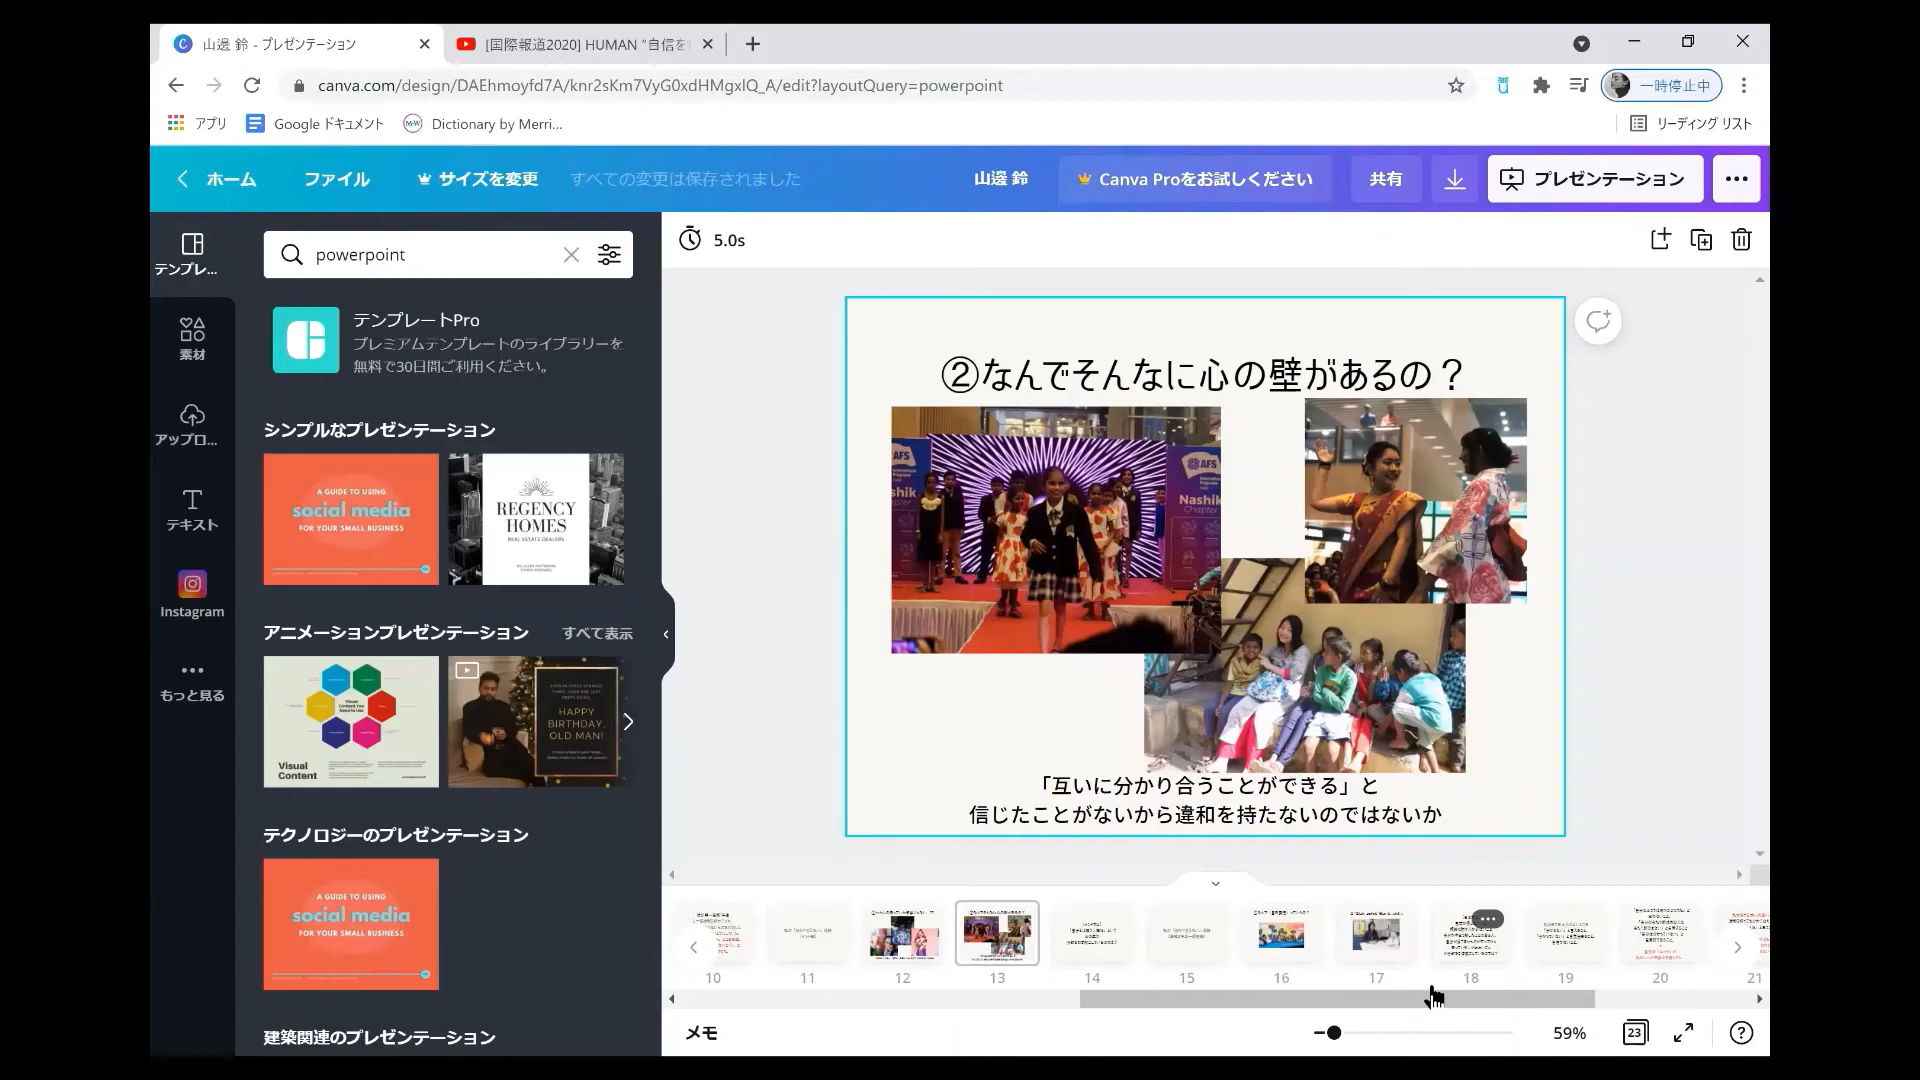 山邊 鈴 - プレゼンテーション
[国際報道2020] HUMAN "自信を
canva.com/design/DAEhmoyfd7A/knr2sKm7VyG0xdHMgxlQ_A/edit?layoutQuery=powerpoint
一時停止中
アプリ
Google ドキュメント
Dictionary by Merri...
リーディング リスト
ホーム
ファイル
サイズを変更
すべての変更は保存されました
山邊 鈴
Canva Proをお試しください
共有
プレゼンテーション
テンプレ...
素材
アップロ...
テキスト
Instagram
もっと見る
powerpoint
テンプレートPro
プレミアムテンプレートのライブラリーを
無料で30日間ご利用ください。
シンプルなプレゼンテーション
A GUIDE TO USING
social media
FOR YOUR SMALL BUSINESS
REGENCY
HOMES
REAL ESTATE DEALERS
アニメーションプレゼンテーション
すべて表示
Visual
Content
HAPPY
BIRTHDAY,
OLD MAN!
テクノロジーのプレゼンテーション
A GUIDE TO USING
social media
FOR YOUR SMALL BUSINESS
建築関連のプレゼンテーション
5.0s
②なんでそんなに心の壁があるの？
AFS
Nashik
Chapter
AFS
Nashik
Chapter
「互いに分かり合うことができる」と
信じたことがないから違和を持たないのではないか
10
11
12
13
14
15
16
17
18
19
20
21
メモ
59%
23